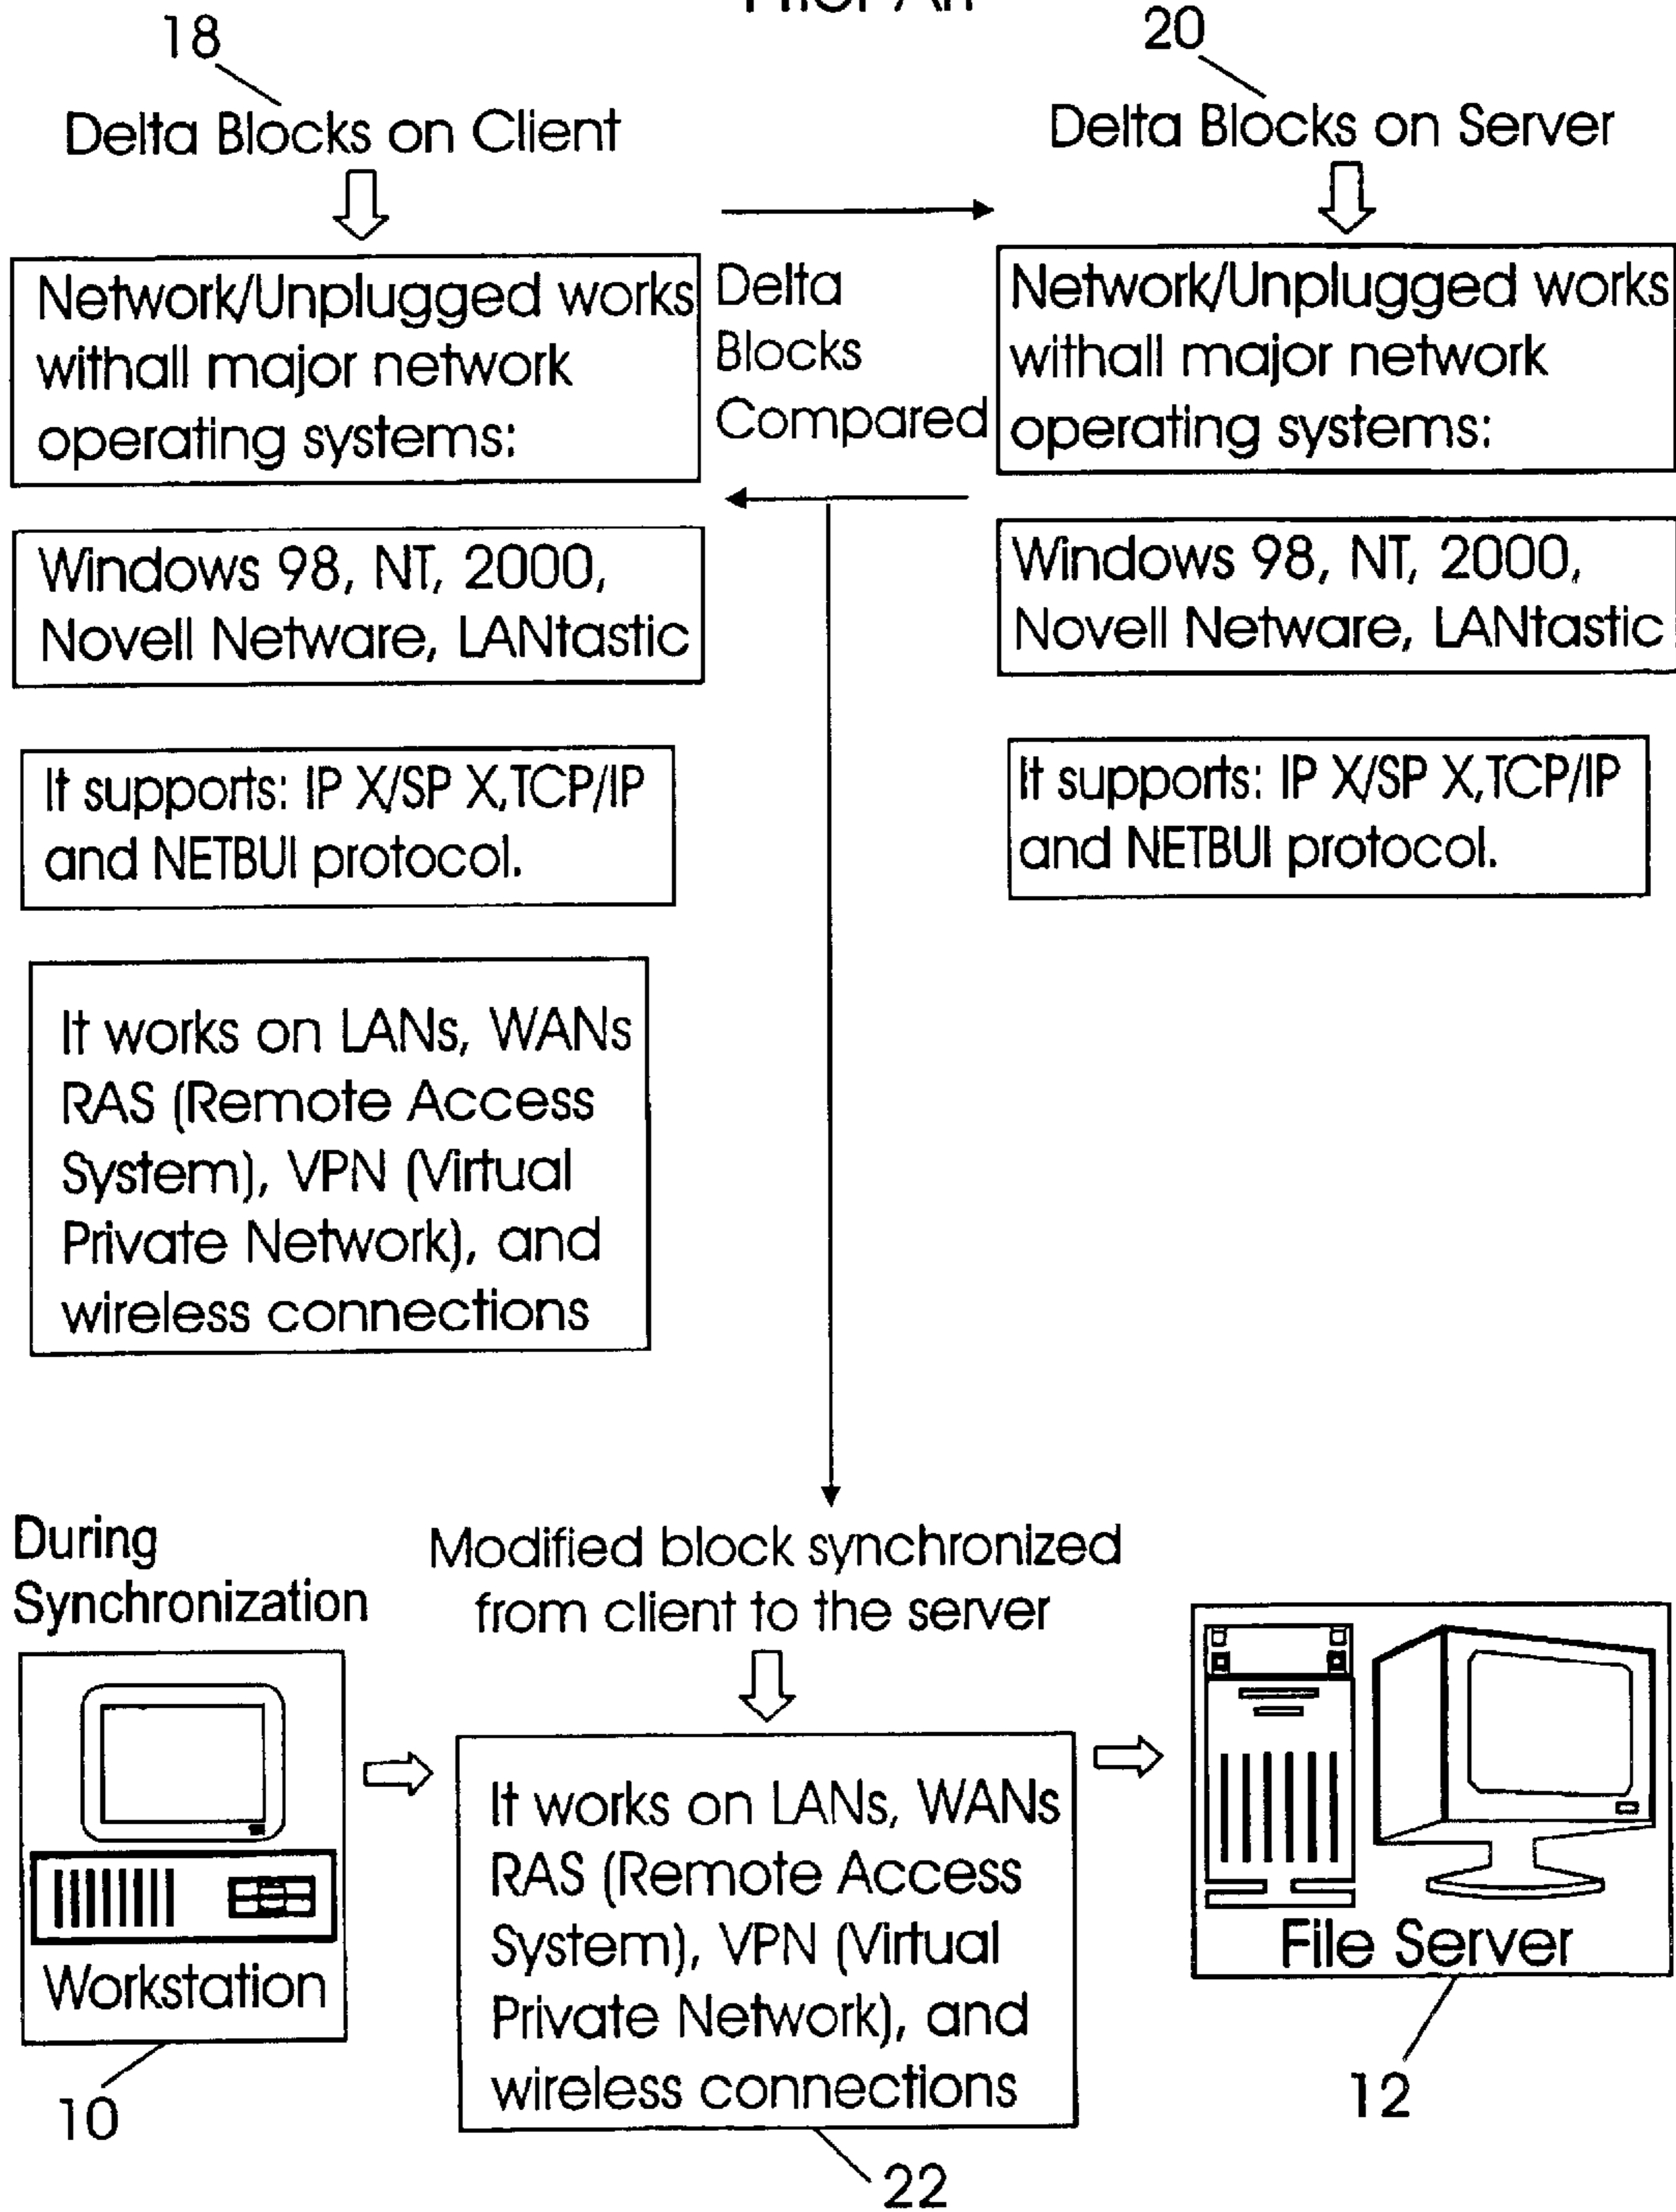 Prior Art
18
20
Delta Blocks on Client
Delta Blocks on Server
Network/Unplugged works
withall major network
operating systems:
Delta
Blocks
Compared
Network/Unplugged works
withall major network
operating systems:
Windows 98, NT, 2000,
Novell Netware, LANtastic
Windows 98, NT, 2000,
Novell Netware, LANtastic
It supports: IP X/SP X,TCP/IP
and NETBUI protocol.
It supports: IP X/SP X,TCP/IP
and NETBUI protocol.
It works on LANs, WANs
RAS (Remote Access
System), VPN (Virtual
Private Network), and
wireless connections
During
Synchronization
Modified block synchronized
from client to the server
Workstation
It works on LANs, WANs
RAS (Remote Access
System), VPN (Virtual
Private Network), and
wireless connections
File Server
10
22
12